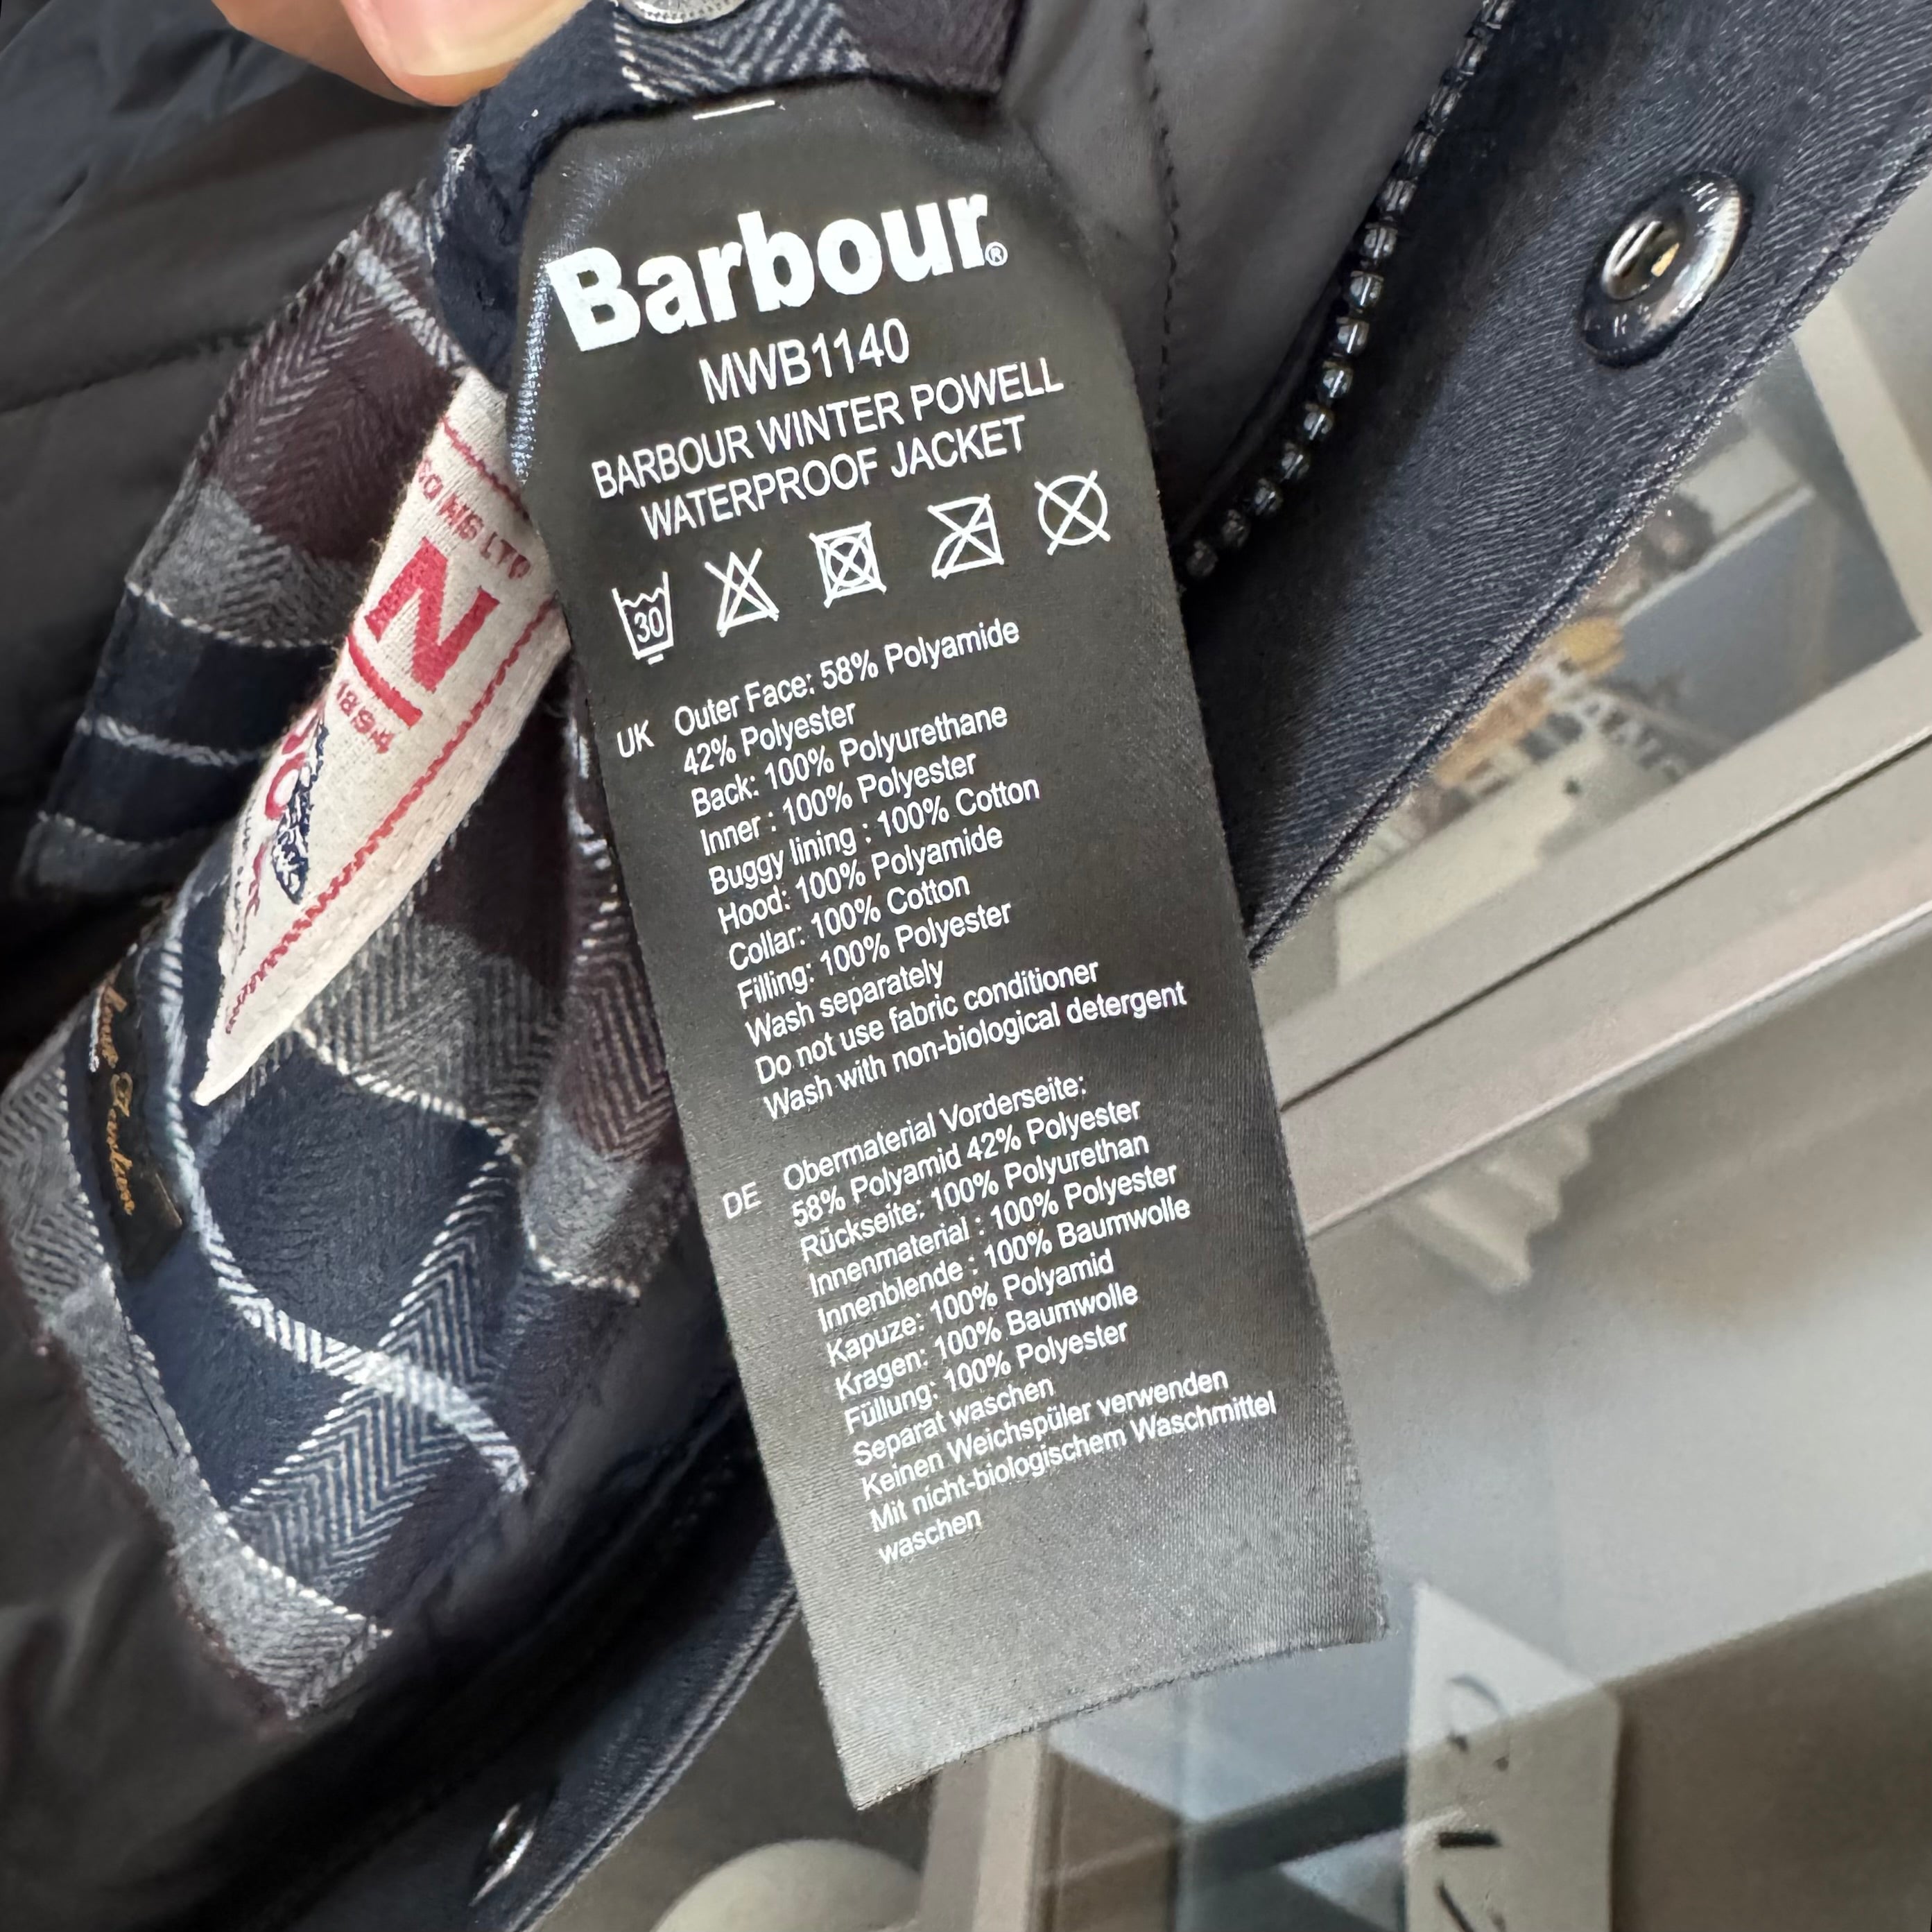 Barbour®
MWB1140
BARBOUR WINTER POWELL
WATERPROOF JACKET
30
UK Outer Face: 58% Polyamide
42% Polyester
Back: 100% Polyurethane
Inner : 100% Polyester
Buggy lining : 100% Cotton
Hood: 100% Polyamide
Collar: 100% Cotton
Filling: 100% Polyester
Wash separately
Do not use fabric conditioner
Wash with non-biological detergent
DE Obermaterial Vorderseite:
58% Polyamid 42% Polyester
Rückseite: 100% Polyurethan
Innenmaterial : 100% Polyester
Innenblende : 100% Baumwolle
Kapuze: 100% Polyamid
Kragen: 100% Baumwolle
Füllung: 100% Polyester
Separat waschen
Keinen Weichspüler verwenden
Mit nicht-biologischem Waschmittel
waschen
LTD
N
1894